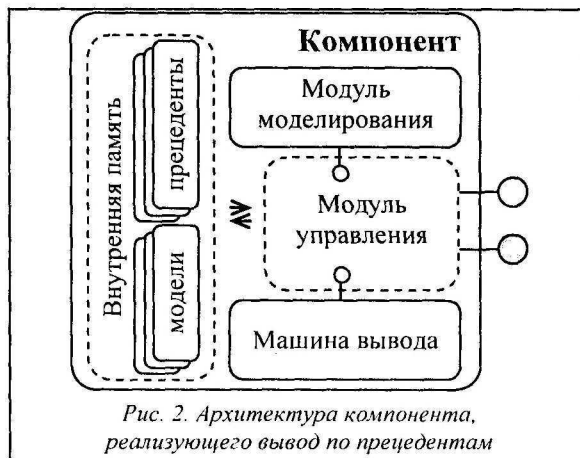 Компонент
Внутренняя память
прецеденты
модели
Модуль
моделирования
Модуль
управления
Машина вывода
Рис. 2. Архитектура компонента,
реализующего вывод по прецедентам